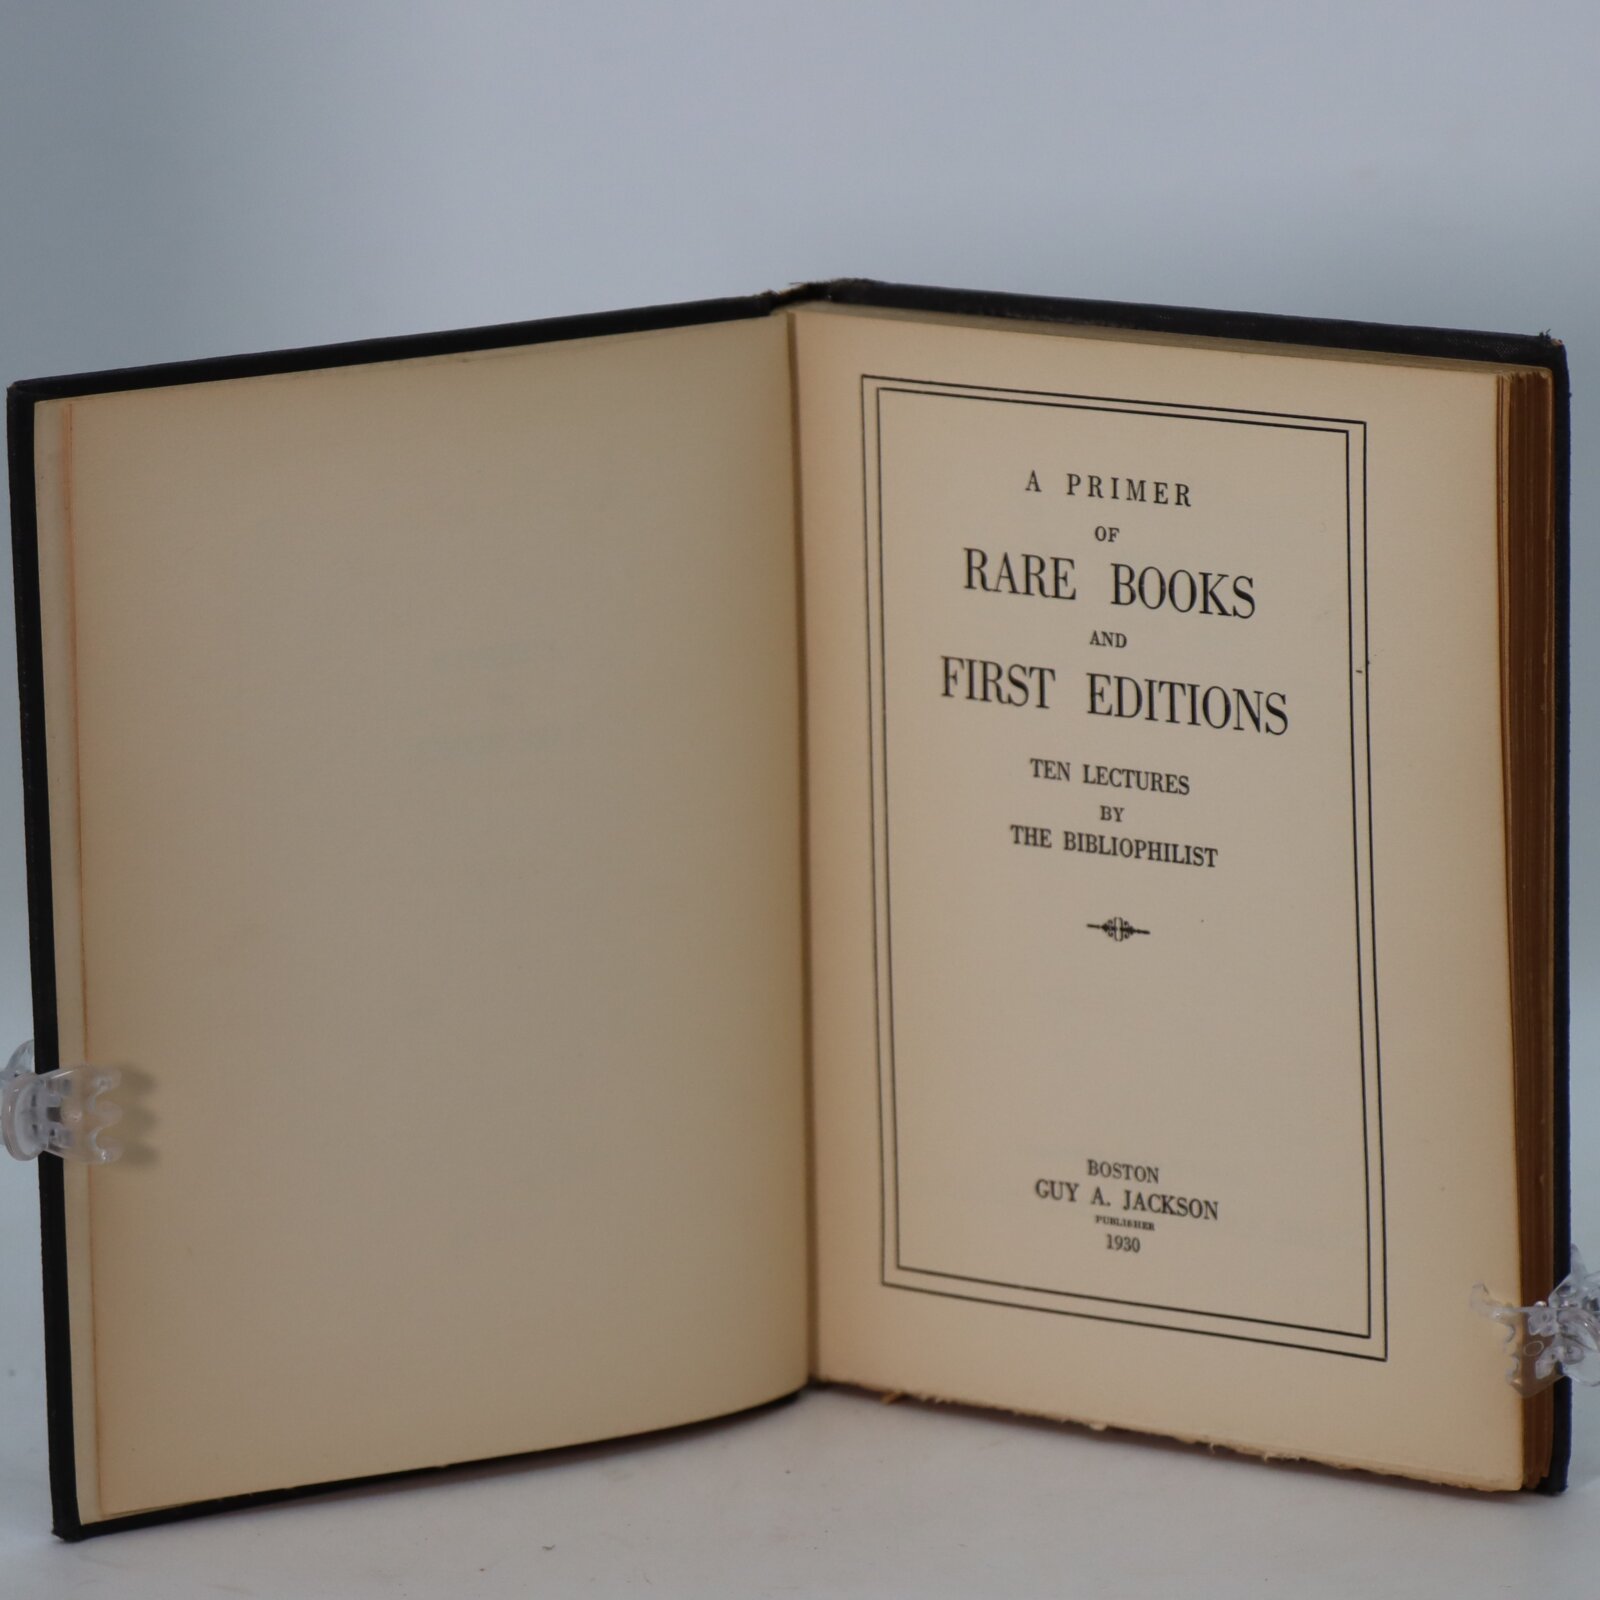 A PRIMER
OF
RARE BOOKS
AND
FIRST EDITIONS
TEN LECTURES
BY
THE BIBLIOPHILIST
BOSTON
GUY A. JACKSON
PUBLISHER
1930